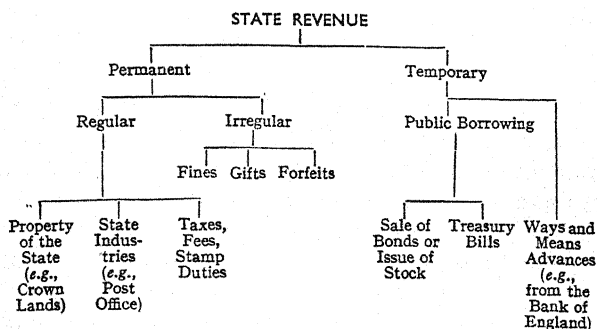 STATE REVENUE
Permanent
Temporary
Regular
Irregular
Public Borrowing
Fines Gifts Forfeits
Property
of the
State
(e.g.,
Crown
Lands)
State
Indus-
tries
(e.g.,
Post
Office)
Taxes,
Fees,
Stamp
Duties
Sale of
Bonds or
Issue of
Stock
Treasury
Bills
Ways and
Means
Advances
(e.g.,
from the
Bank of
England)